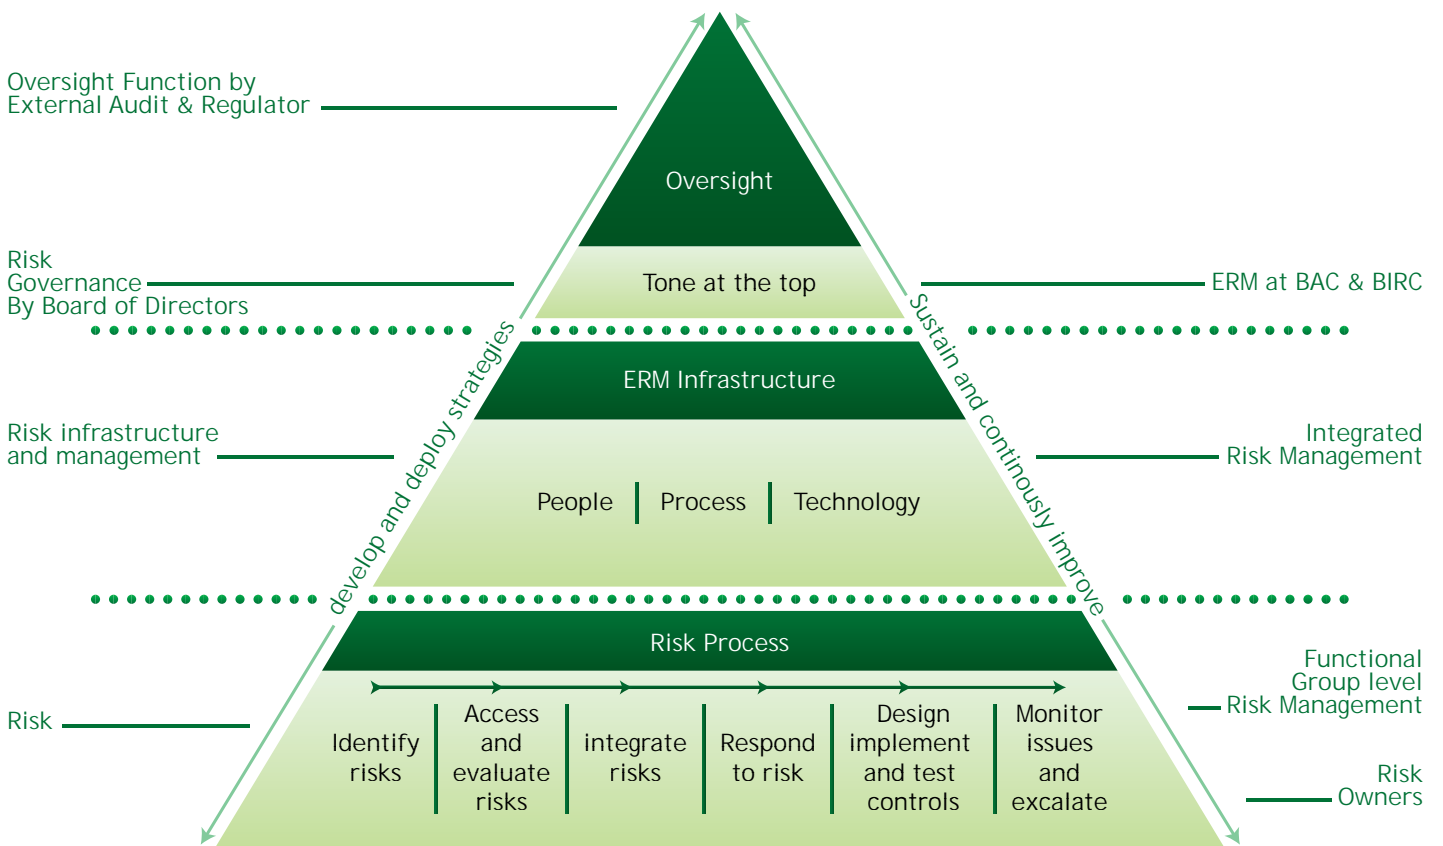 Oversight Function by
External Audit & Regulator
Oversight
Risk
Governance
By Board of Directors
Tone at the top
ERM at BAC & BIRC
develop and deploy strategies
Sustain and continously improve
ERM Infrastructure
Risk infrastructure
and management
Integrated
Risk Management
People
Process
Technology
Risk Process
Functional
Group level
Risk Management
Risk
Identify
risks
Access
and
evaluate
risks
integrate
risks
Respond
to risk
Design
implement
and test
controls
Monitor
issues
and
excalate
Risk
Owners